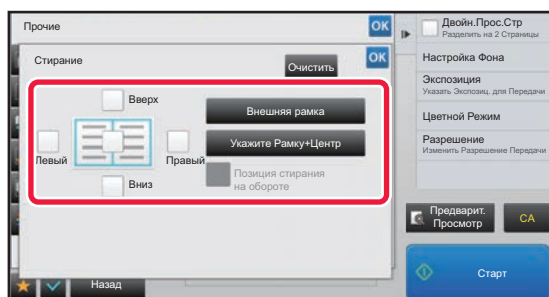 Прочие
OK
Стирание
Очистить
OK
Вверх
Левый
Правый
Вниз
Внешняя рамка
Укажите Рамку+Центр
Позиция стирания
на обороте
Назад
Двойн.Прос.Стр
Разделить на 2 Страницы
Настройка Фона
Экспозиция
Указать Экспозиц. для Передачи
Цветной Режим
Разрешение
Изменить Разрешение Передачи
Предварит.
Просмотр
CA
Старт